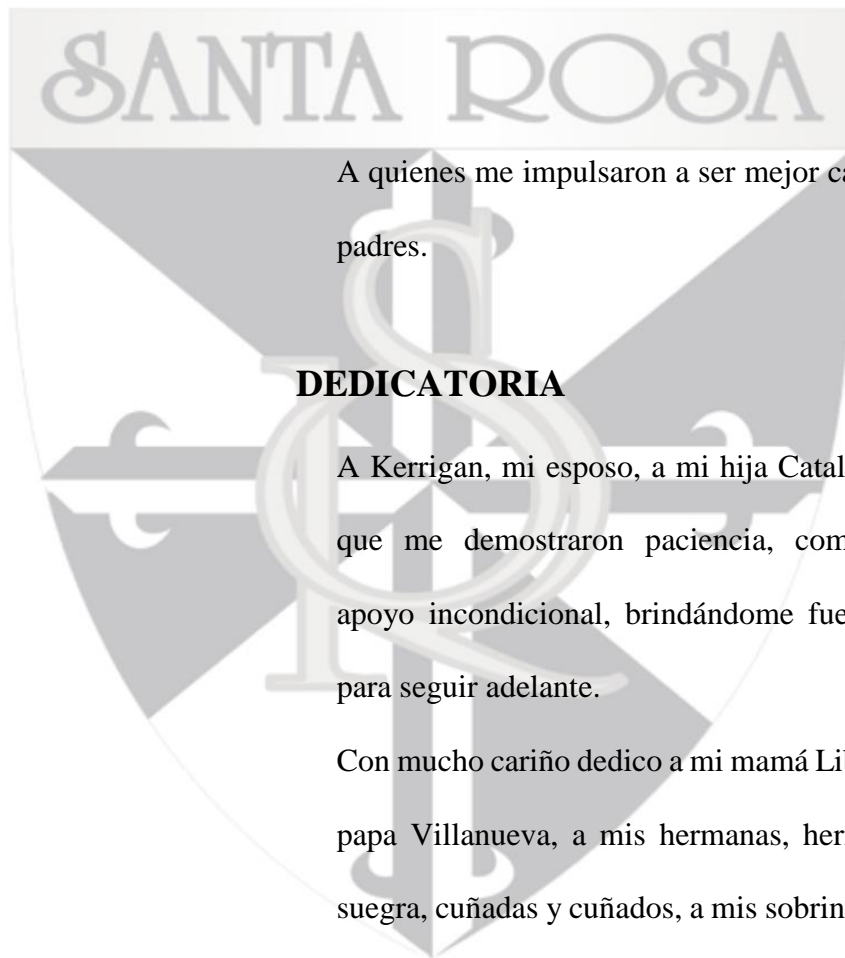 SANTA ROSA
A quienes me impulsaron a ser mejor
padres.
DEDICATORIA
A Kerrigan, mi esposo, a mi hija
que me demostraron paciencia,
apoyo incondicional, brindándome
para seguir adelante.
Con mucho cariño dedico a mi mamá
papa Villanueva, a mis hermanas,
suegra, cuñadas y cuñados, a mis